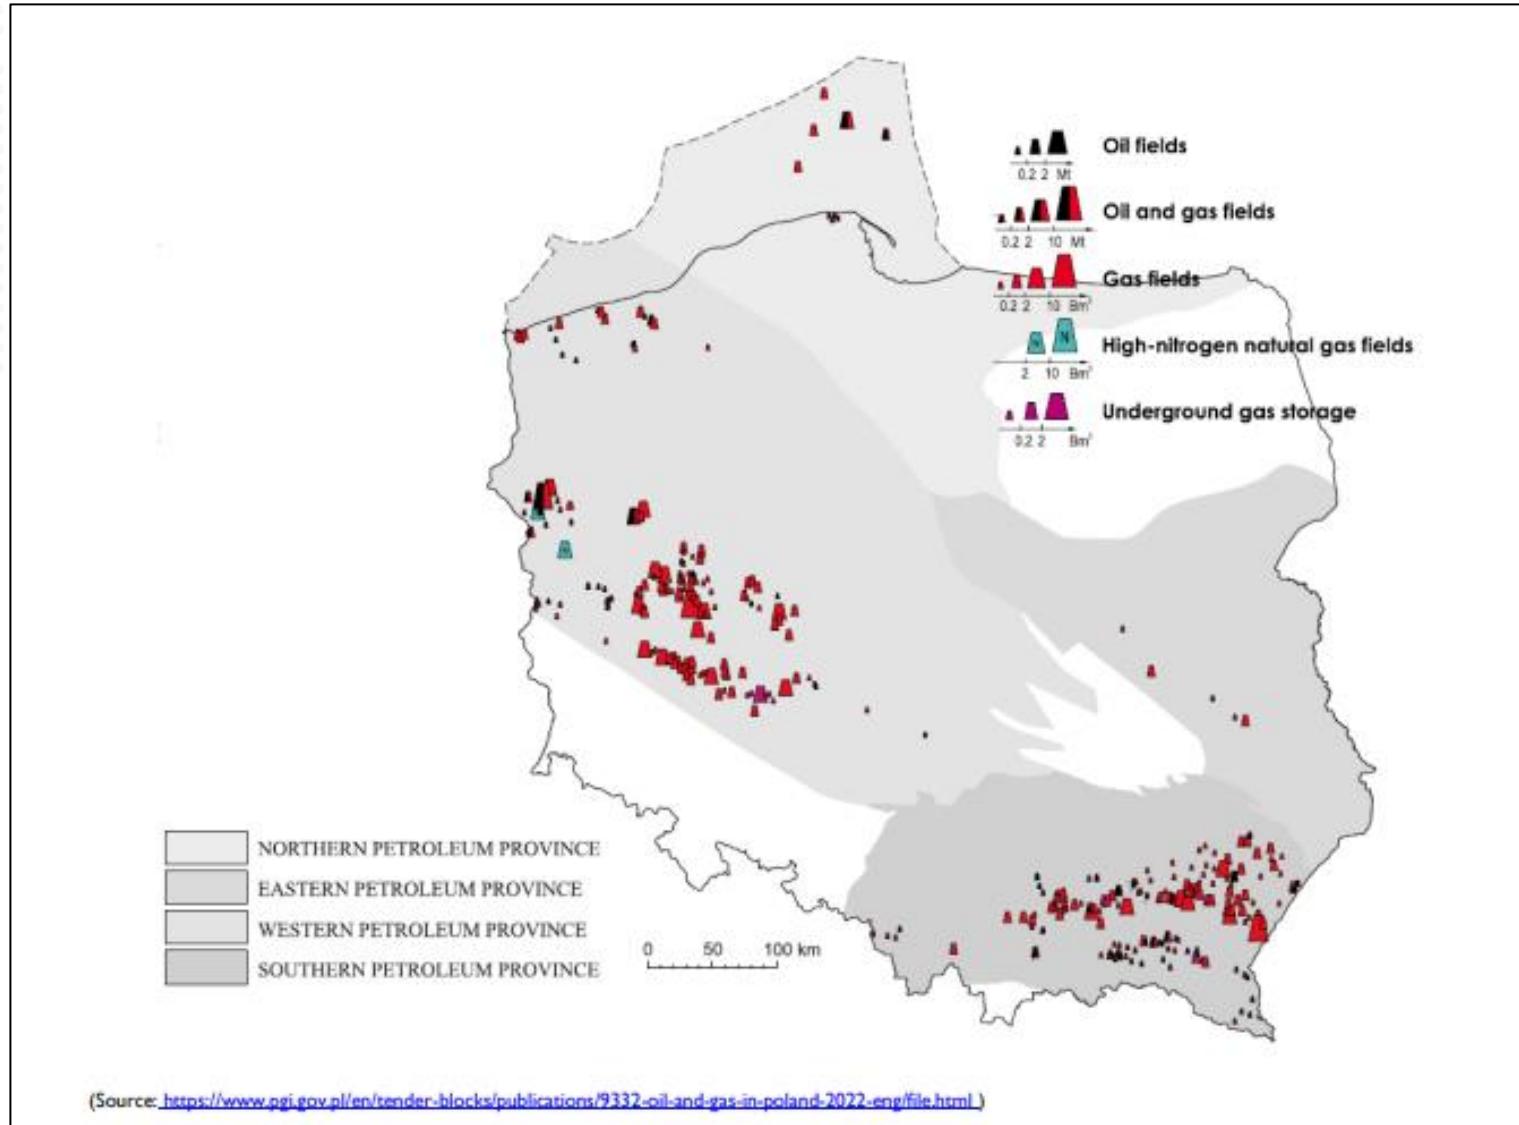 Oil fields
0.2 2 Mt
Oil and gas fields
0.2 2 10 Mt
Gas fields
0.2 2 10 Bm³
N N
High-nitrogen natural gas fields
2 10 Bm³
Underground gas storage
0.2 2 Bm³
NORTHERN PETROLEUM PROVINCE
EASTERN PETROLEUM PROVINCE
WESTERN PETROLEUM PROVINCE
SOUTHERN PETROLEUM PROVINCE
0 50 100 km
(Source: https://www.pgi.gov.pl/en/tender-blocks/publications/9332-oil-and-gas-in-poland-2022-eng/file.html )